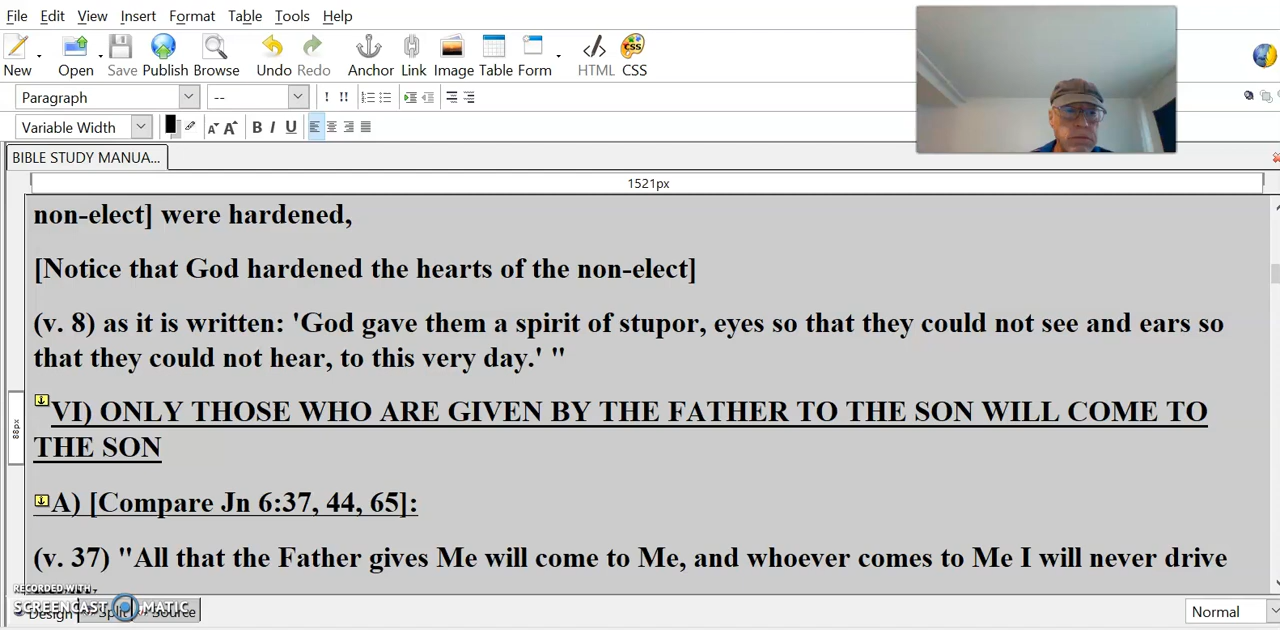 File Edit View Insert Format Table Tools Help
New Open Save Publish Browse Undo Redo Anchor Link Image Table Form HTML CSS
Paragraph --
Variable Width B I U
BIBLE STUDY MANUA...
1521px
non-elect] were hardened,
[Notice that God hardened the hearts of the non-elect]
(v. 8) as it is written: 'God gave them a spirit of stupor, eyes so that they could not see and ears so
that they could not hear, to this very day.' "
VI) ONLY THOSE WHO ARE GIVEN BY THE FATHER TO THE SON WILL COME TO
THE SON
88px
A) [Compare Jn 6:37, 44, 65]:
(v. 37) "All that the Father gives Me will come to Me, and whoever comes to Me I will never drive
RECORDED WITH
SCREENCAST MATIC
Design Split Source
Normal